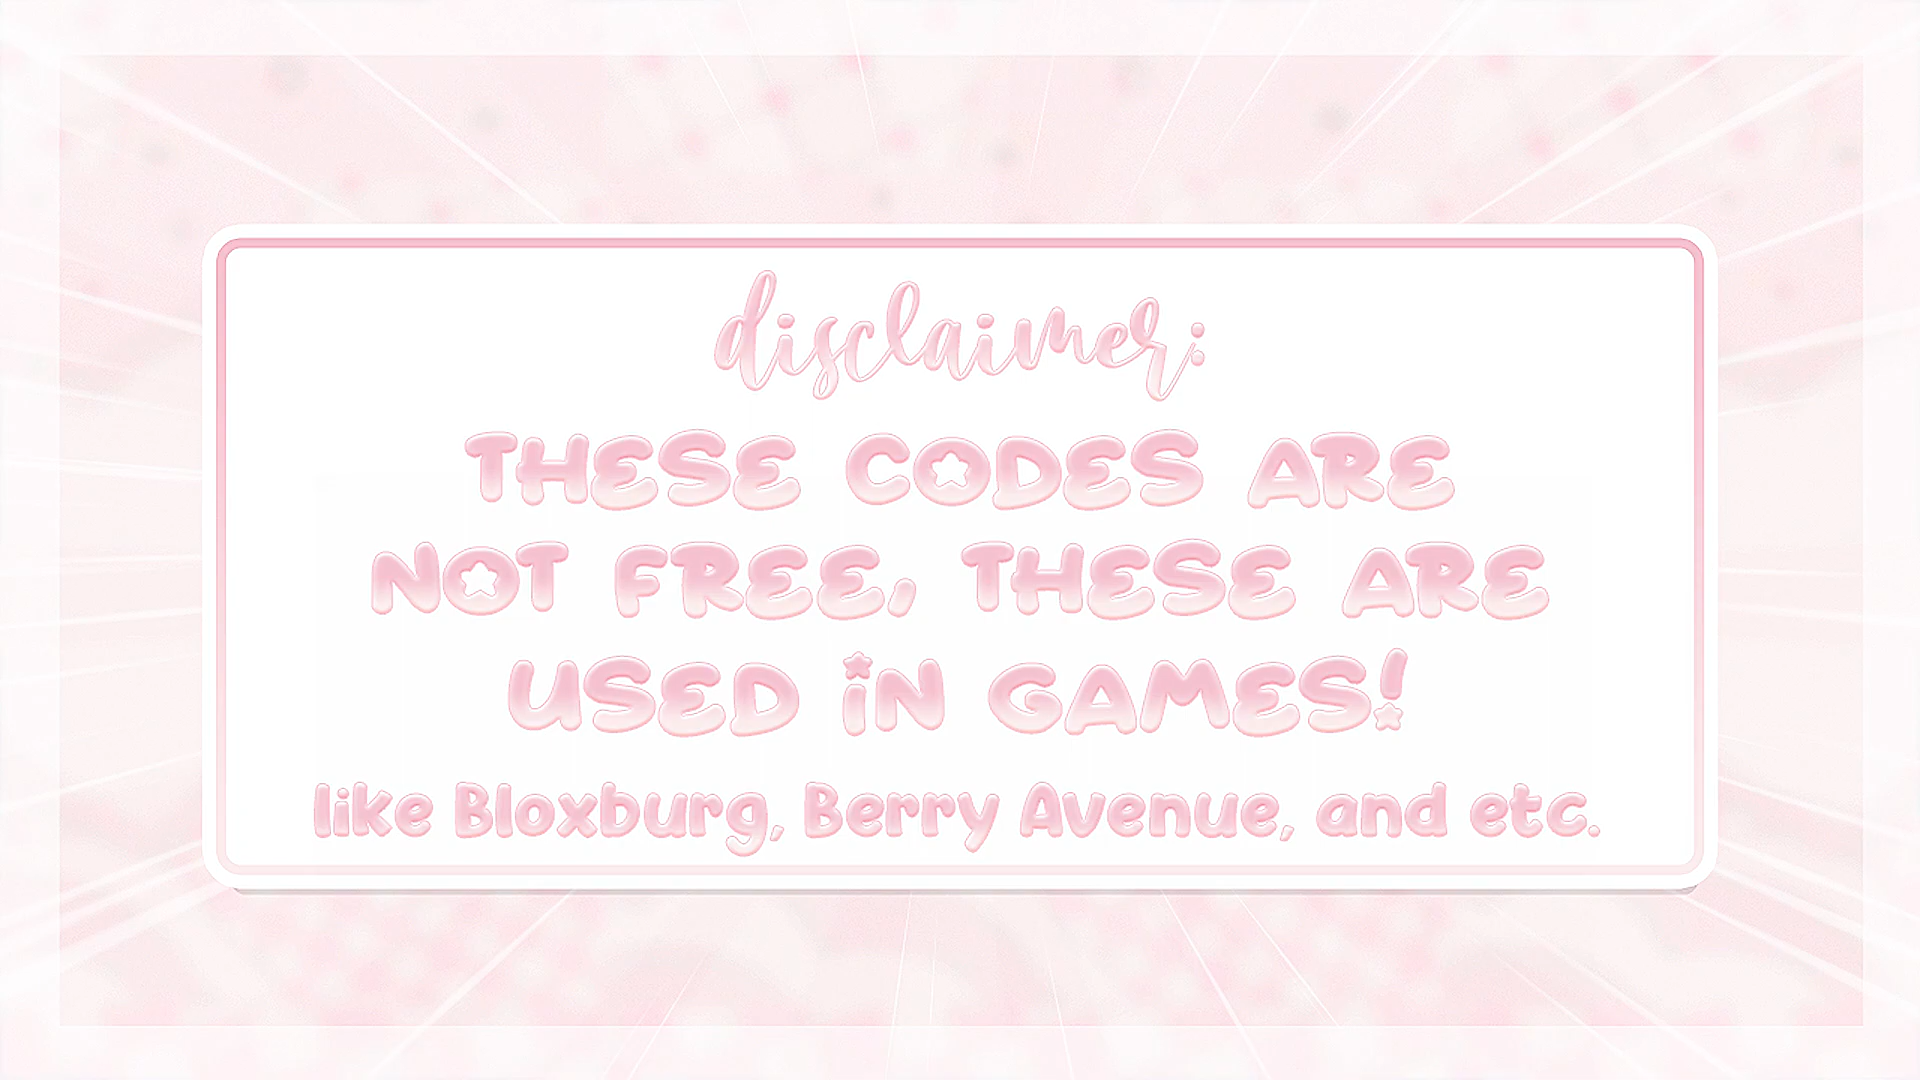 disclaimer:
THESE CODES ARE
NOT FREE, THESE ARE
USED iN GAMES!
like Bloxburg, Berry Avenue, and etc.